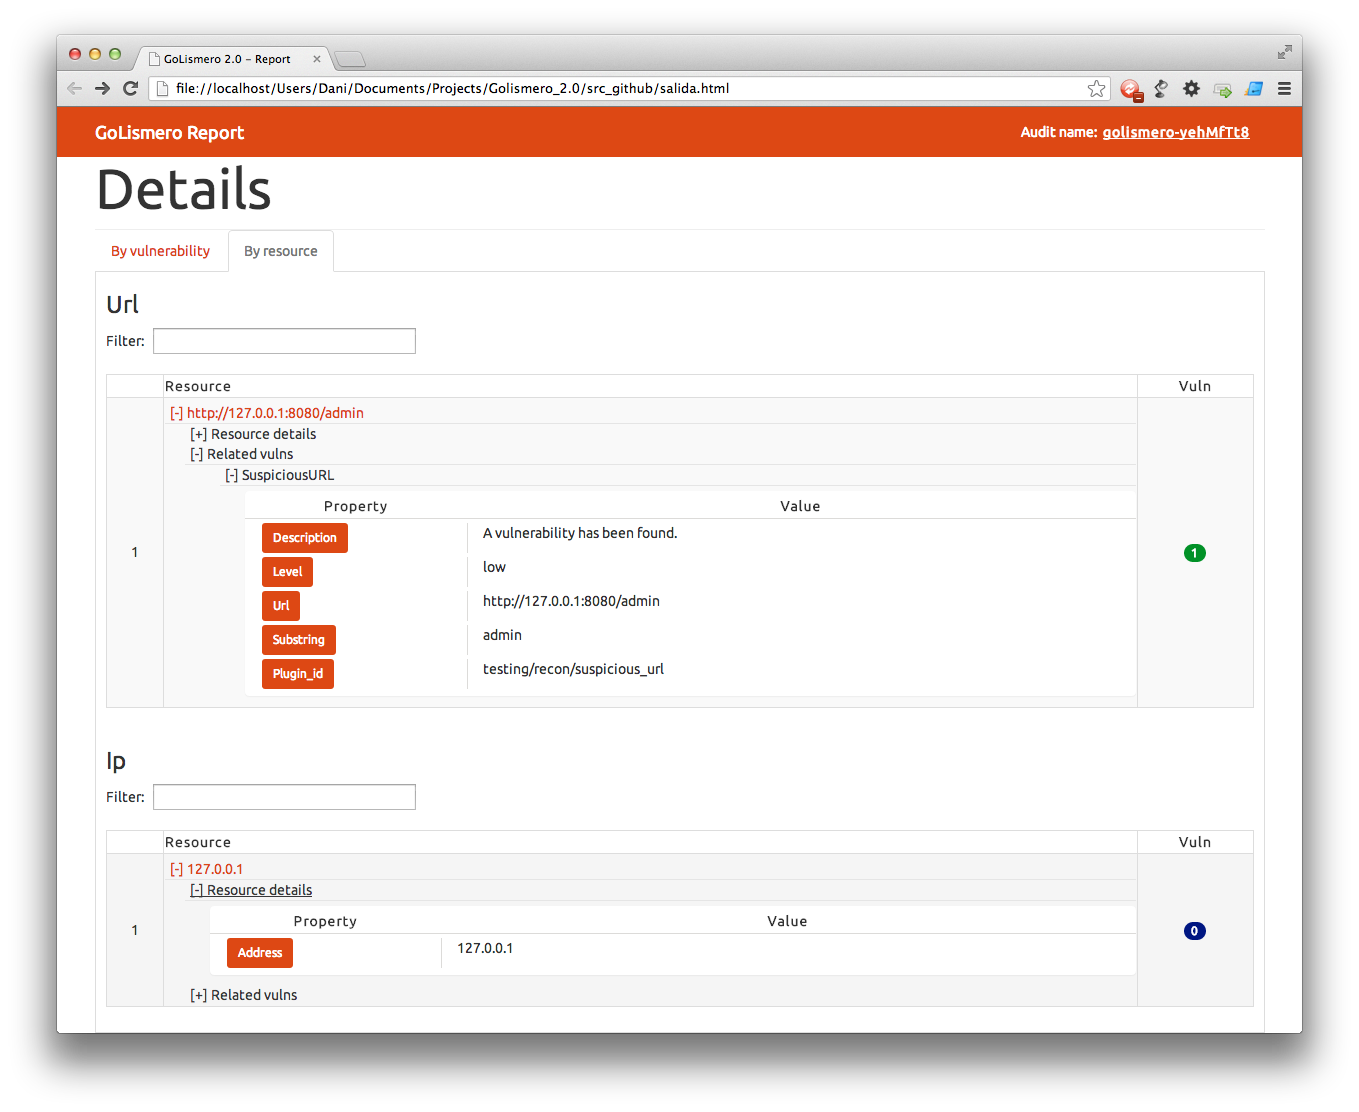 GoLismero 2.0 – Report
file://localhost/Users/Dani/Documents/Projects/Golismero_2.0/src_github/salida.html
GoLismero Report Audit name: golismero-yehMfTt8
Details
By vulnerability By resource
Url
Filter:
Resource Vuln
[-] http://127.0.0.1:8080/admin
[+] Resource details
[-] Related vulns
[-] SuspiciousURL
Property Value
Description A vulnerability has been found.
1 1
Level low
Url http://127.0.0.1:8080/admin
Substring admin
Plugin_id testing/recon/suspicious_url
Ip
Filter:
Resource Vuln
[-] 127.0.0.1
[-] Resource details
Property Value
1 0
Address 127.0.0.1
[+] Related vulns